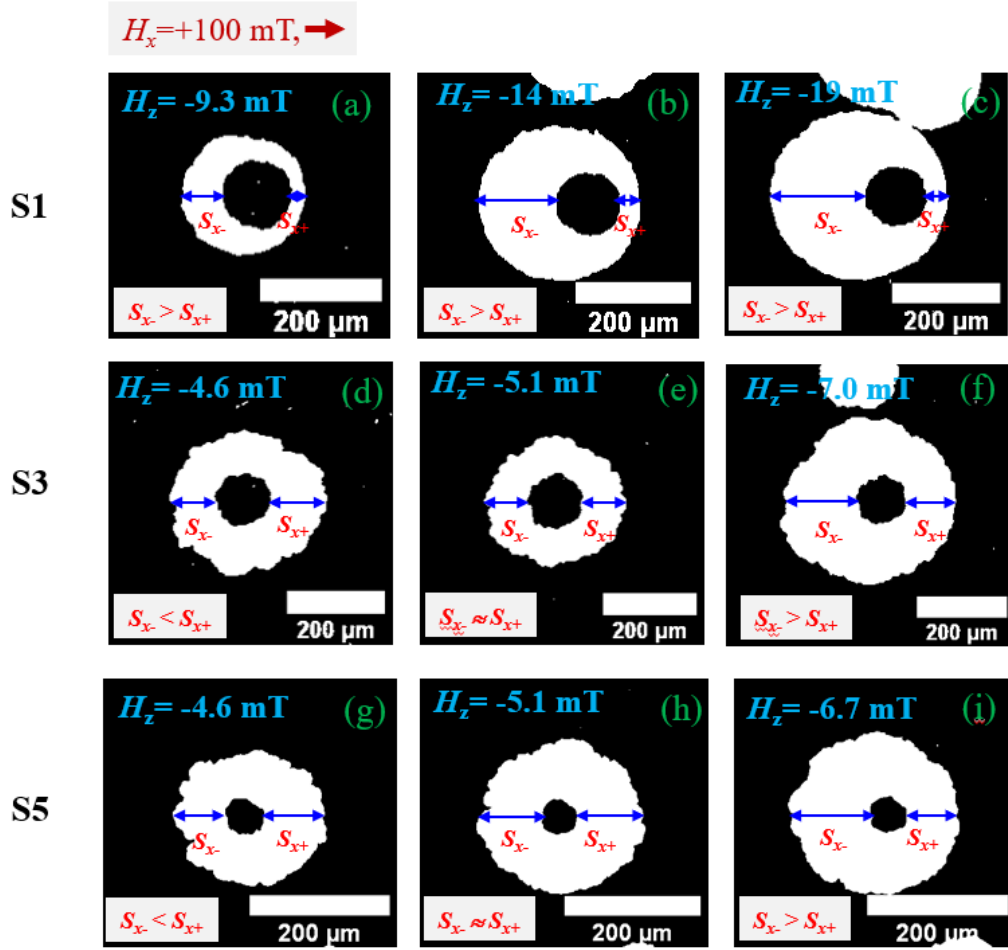 Hx=+100 mT,
Hz= -9.3 mT (a)
Sx- Sx+
Sx- > Sx+
200 µm
Hz= -14 mT (b)
Sx- Sx+
Sx- > Sx+
200 µm
Hz= -19 mT (c)
Sx- Sx+
Sx- > Sx+
200 µm
S1
Hz= -4.6 mT (d)
Sx- Sx+
Sx- < Sx+
200 µm
Hz= -5.1 mT (e)
Sx- Sx+
Sx- ≈ Sx+
200 µm
Hz= -7.0 mT (f)
Sx- Sx+
Sx- > Sx+
200 µm
S3
Hz= -4.6 mT (g)
Sx- Sx+
Sx- < Sx+
200 µm
Hz= -5.1 mT (h)
Sx- Sx+
Sx- ≈ Sx+
200 µm
Hz= -6.7 mT (i)
Sx- Sx+
Sx- > Sx+
200 µm
S5